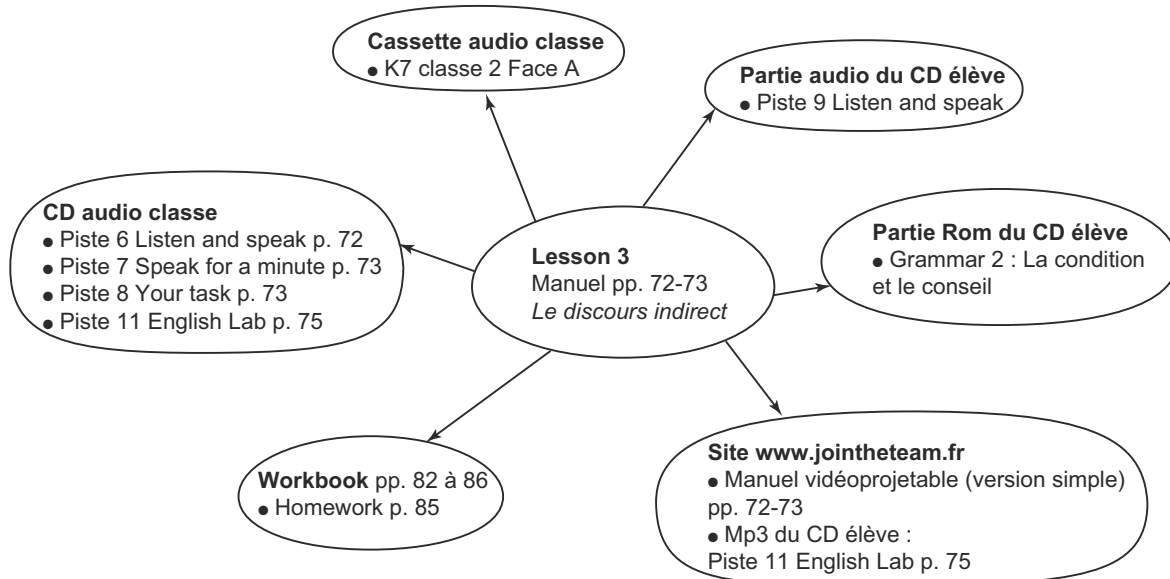 Cassette audio classe
● K7 classe 2 Face A
Partie audio du CD élève
● Piste 9 Listen and speak
CD audio classe
● Piste 6 Listen and speak p. 72
● Piste 7 Speak for a minute p. 73
● Piste 8 Your task p. 73
● Piste 11 English Lab p. 75
Lesson 3
Manuel pp. 72-73
Le discours indirect
Partie Rom du CD élève
● Grammar 2 : La condition
et le conseil
Workbook pp. 82 à 86
● Homework p. 85
Site www.jointheteam.fr
● Manuel vidéoprojetable (version simple)
pp. 72-73
● Mp3 du CD élève :
Piste 11 English Lab p. 75